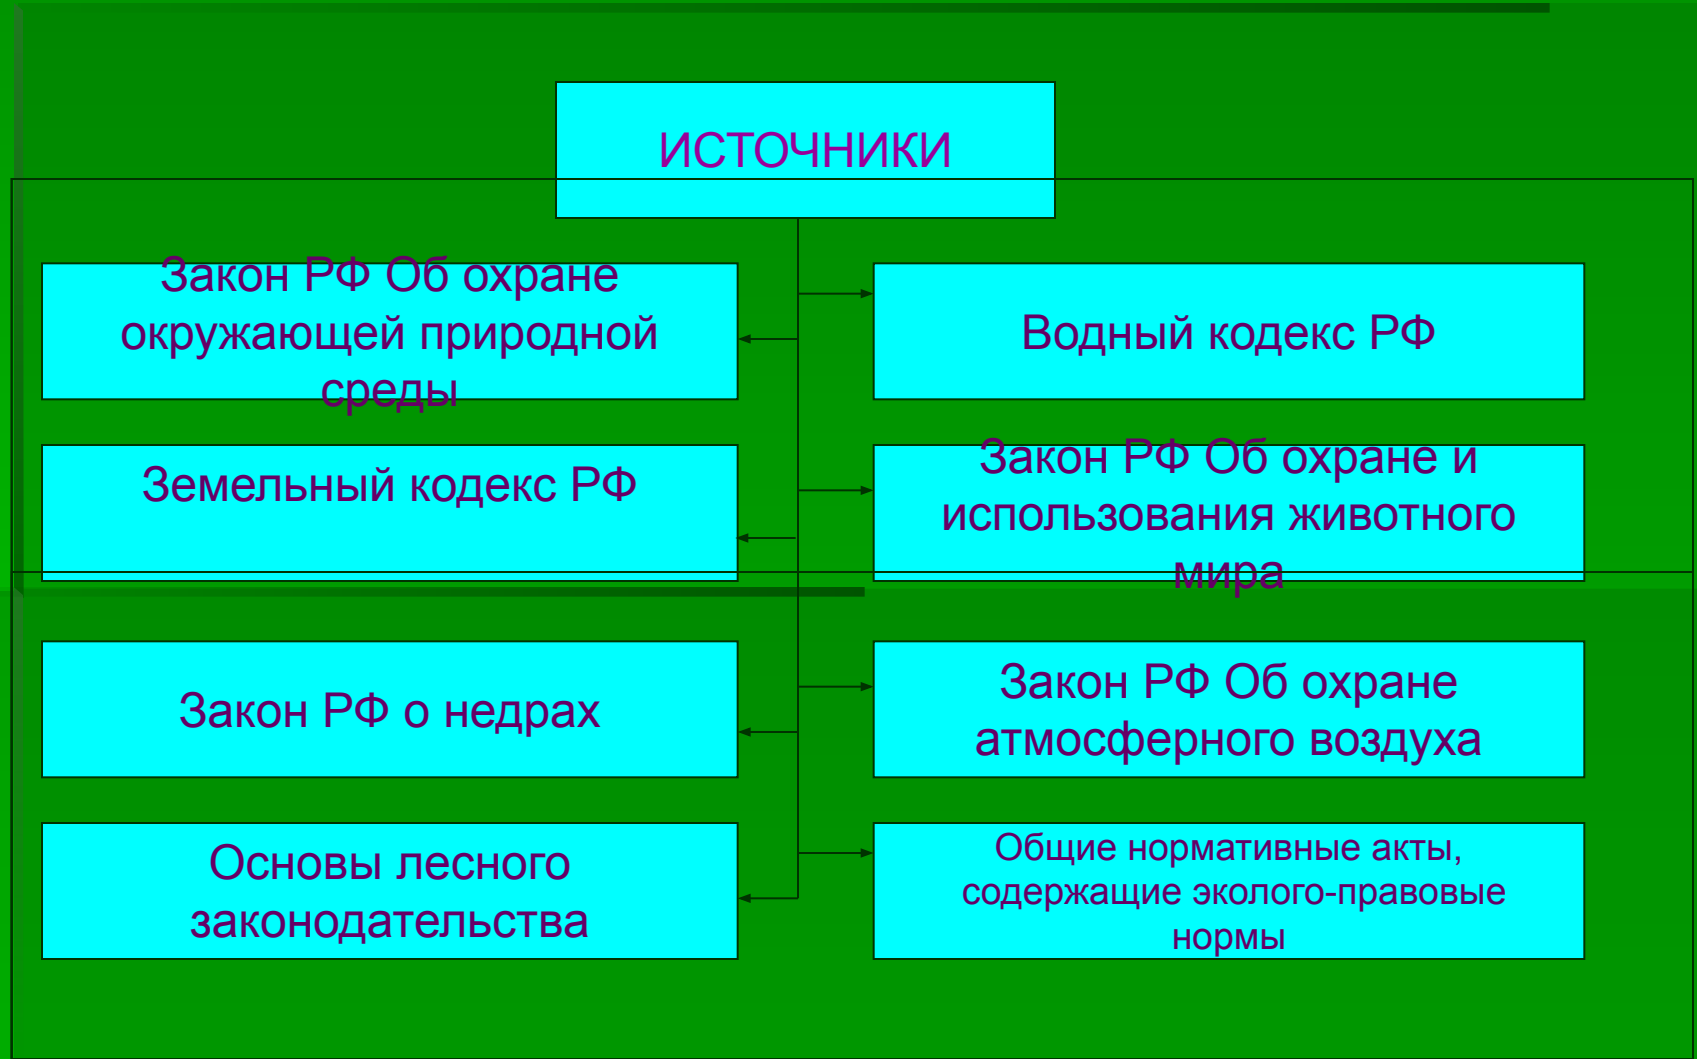 ИСТОЧНИКИ
Закон РФ Об охране
окружающей природной
среды
Водный кодекс РФ
Земельный кодекс РФ
Закон РФ Об охране и
использования животного
мира
Закон РФ о недрах
Закон РФ Об охране
атмосферного воздуха
Основы лесного
законодательства
Общие нормативные акты,
содержащие эколого-правовые
нормы